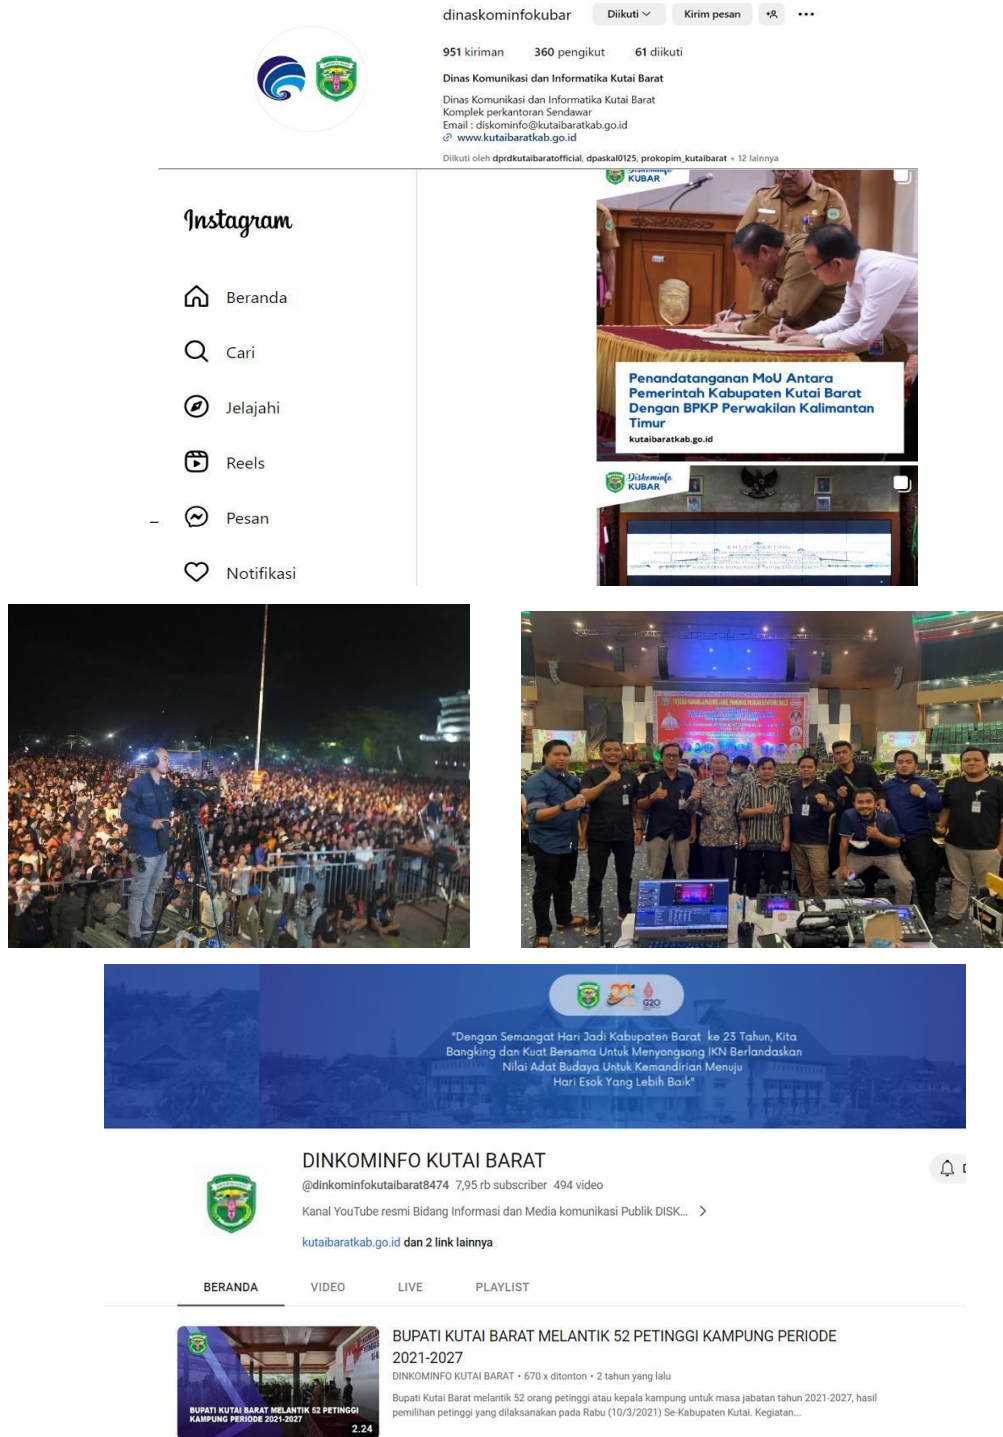 dinaskominfokubar Diikuti Kirim pesan
951 kiriman 360 pengikut 61 diikuti
Dinas Komunikasi dan Informatika Kutai Barat
Dinas Komunikasi dan Informatika Kutai Barat
Komplek perkantoran Sendawar
Email : diskominfo@kutaibaratkab.go.id
www.kutaibaratkab.go.id
Diikuti oleh dprdkutaibaratofficial, dpaskal0125, prokopim_kutaibarat + 12 lainnya
Instagram
Beranda
Cari
Jelajahi
Reels
Pesan
Notifikasi
Diskominfo
KUBAR
Penandatanganan MoU Antara
Pemerintah Kabupaten Kutai Barat
Dengan BPKP Perwakilan Kalimantan
Timur
kutaibaratkab.go.id
Diskominfo
KUBAR
G20
"Dengan Semangat Hari Jadi Kabupaten Barat ke 23 Tahun, Kita
Bangking dan Kuat Bersama Untuk Menyongsong IKN Berlandaskan
Nilai Adat Budaya Untuk Kemandirian Menuju
Hari Esok Yang Lebih Baik"
DINKOMINFO KUTAI BARAT
@dinkominfokutaibarat8474 7,95 rb subscriber 494 video
Kanal YouTube resmi Bidang Informasi dan Media komunikasi Publik DISK...
kutaibaratkab.go.id dan 2 link lainnya
BERANDA VIDEO LIVE PLAYLIST
BUPATI KUTAI BARAT MELANTIK 52 PETINGGI
KAMPUNG PERIODE 2021-2027
2.24
BUPATI KUTAI BARAT MELANTIK 52 PETINGGI KAMPUNG PERIODE
2021-2027
DINKOMINFO KUTAI BARAT • 670 x ditonton • 2 tahun yang lalu
Bupati Kutai Barat melantik 52 orang petinggi atau kepala kampung untuk masa jabatan tahun 2021-2027, hasil
pemilihan petinggi yang dilaksanakan pada Rabu (10/3/2021) Se-Kabupaten Kutai. Kegiatan...